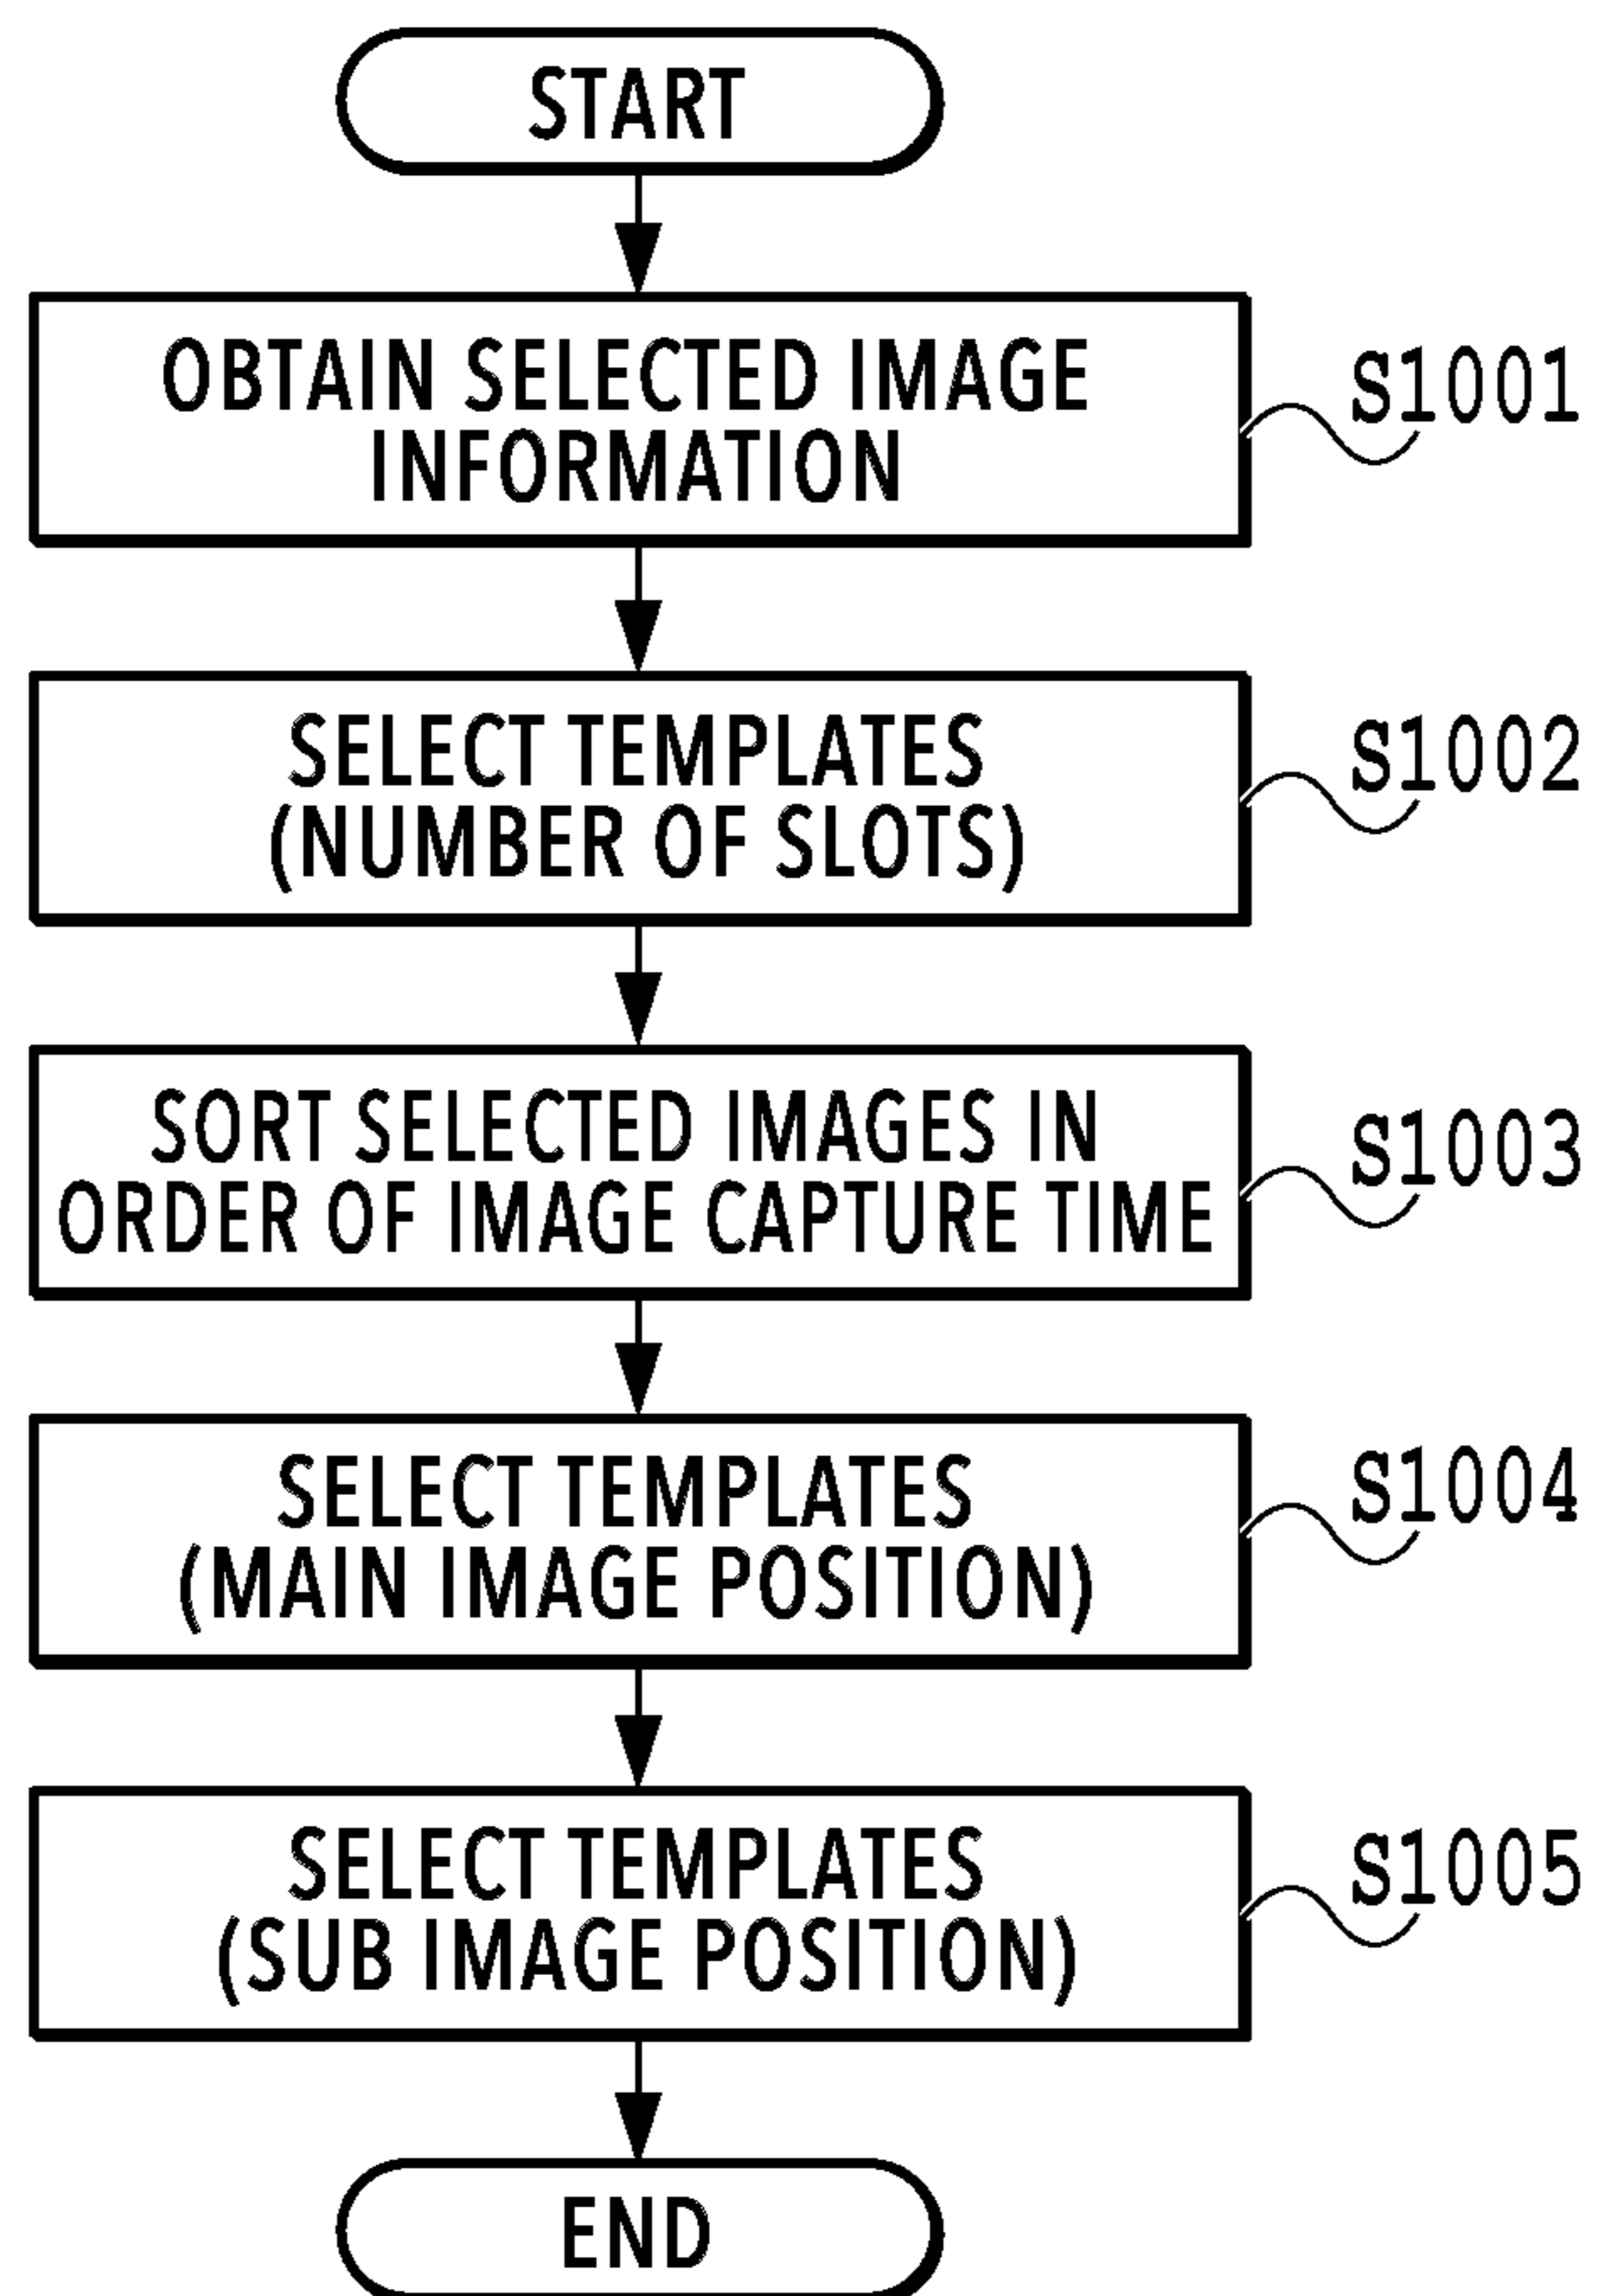 START
OBTAIN SELECTED IMAGE
INFORMATION
S1001
SELECT TEMPLATES
(NUMBER OF SLOTS)
S1002
SORT SELECTED IMAGES IN
ORDER OF IMAGE CAPTURE TIME
S1003
SELECT TEMPLATES
(MAIN IMAGE POSITION)
S1004
SELECT TEMPLATES
(SUB IMAGE POSITION)
S1005
END